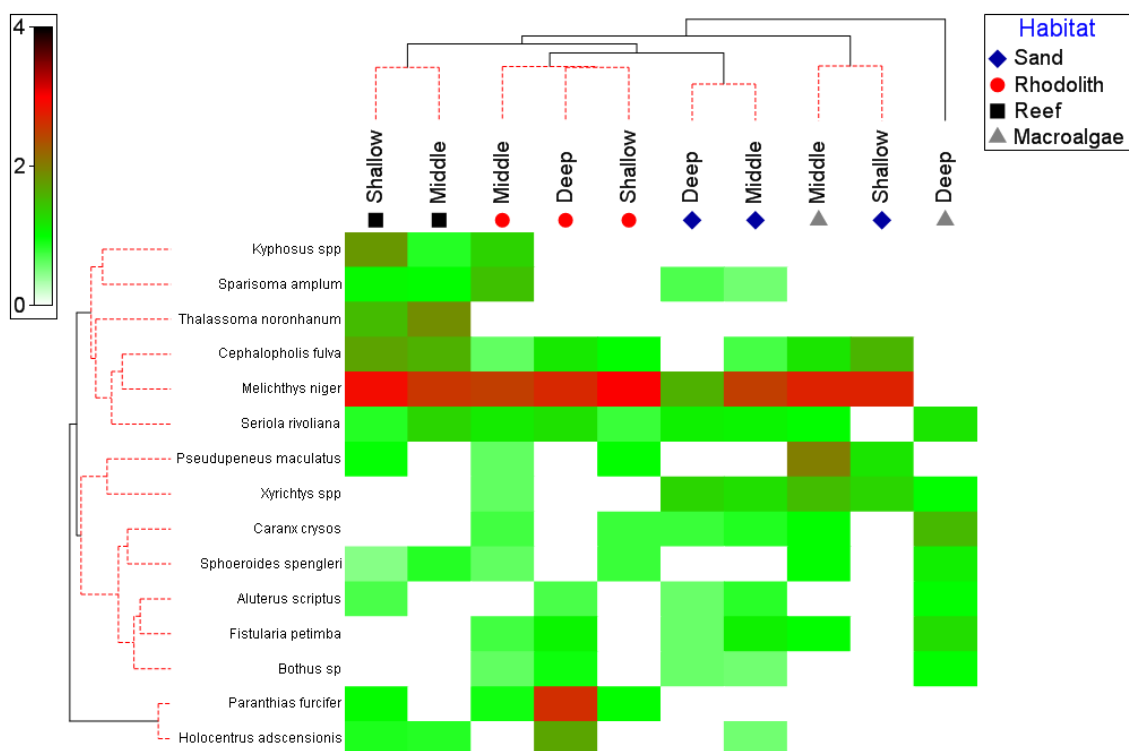 4
2
0
Habitat
Sand
Rhodolith
Reef
Macroalgae
Shallow
Middle
Middle
Deep
Shallow
Deep
Middle
Middle
Shallow
Deep
Kyphosus spp
Sparisoma amplum
Thalassoma noronhanum
Cephalopholis fulva
Melichthys niger
Seriola rivoliana
Pseudupeneus maculatus
Xyrichtys spp
Caranx crysos
Sphoeroides spengleri
Aluterus scriptus
Fistularia petimba
Bothus sp
Paranthias furcifer
Holocentrus adscensionis